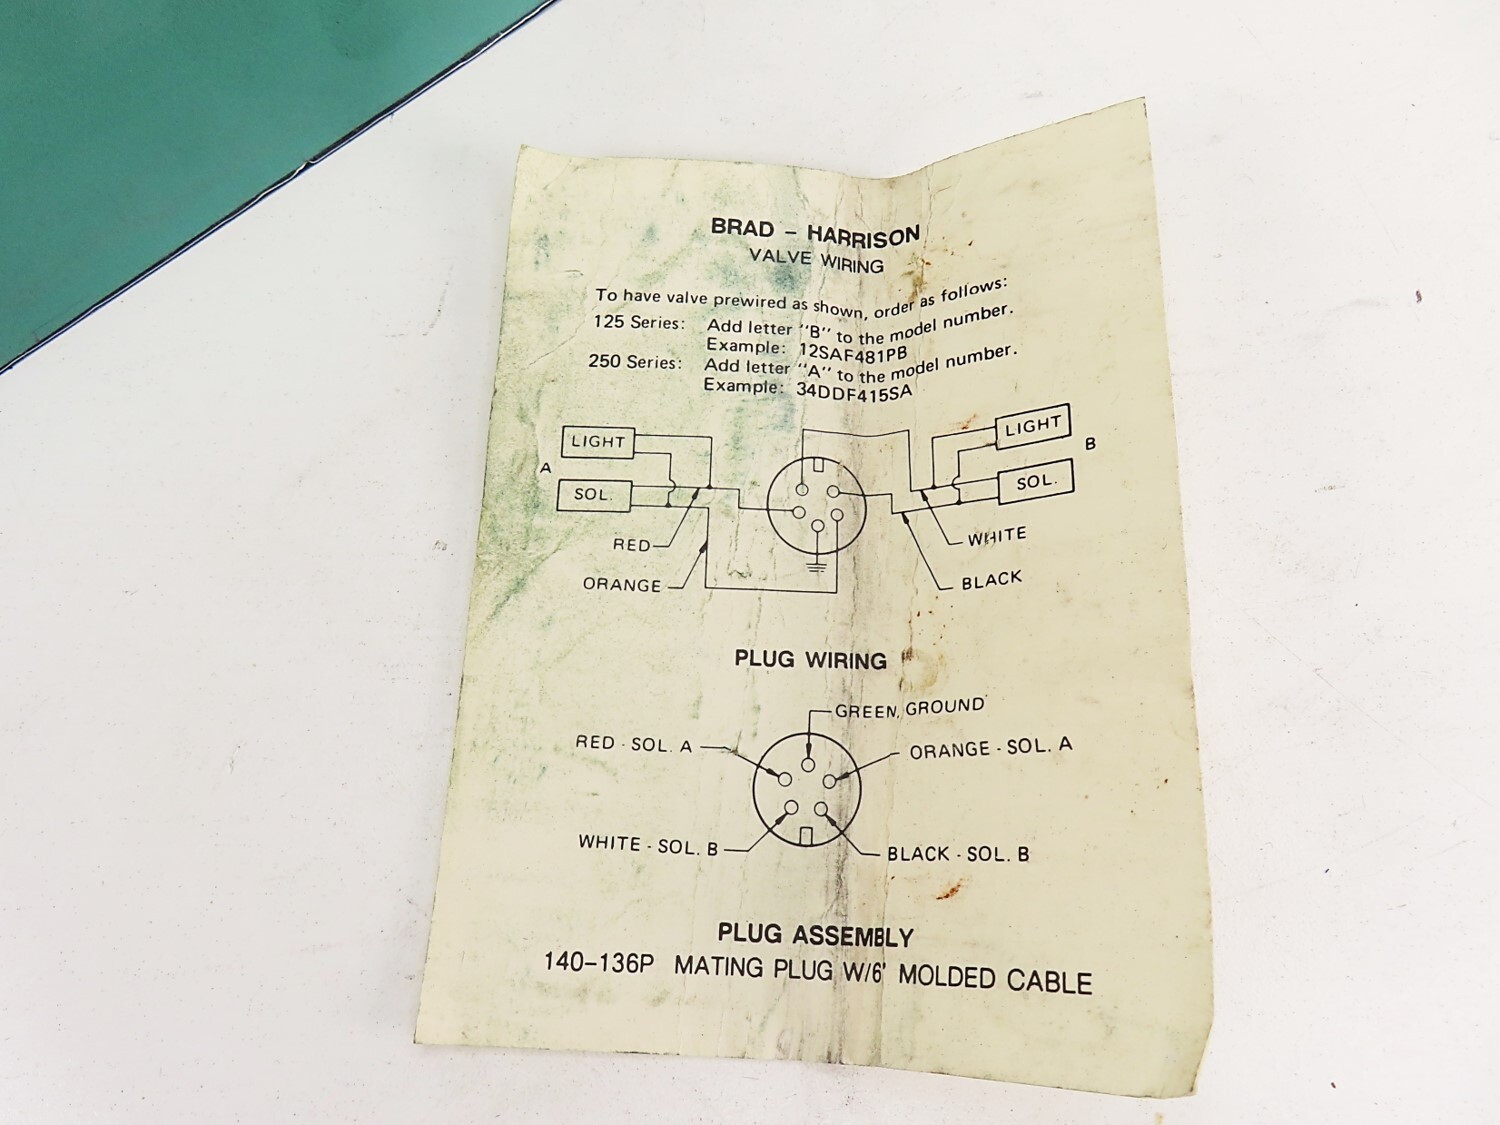 BRAD - HARRISON
VALVE WIRING
To have valve prewired as shown, order as follows:
125 Series: Add letter "B" to the model number.
Example: 12SAF481PB
250 Series: Add letter "A" to the model number.
Example: 34DDF415SA
LIGHT
A
SOL.
LIGHT
B
SOL.
RED
ORANGE
WHITE
BLACK
PLUG WIRING
GREEN, GROUND
RED - SOL. A
ORANGE - SOL. A
WHITE - SOL. B
BLACK - SOL. B
PLUG ASSEMBLY
140-136P MATING PLUG W/6' MOLDED CABLE